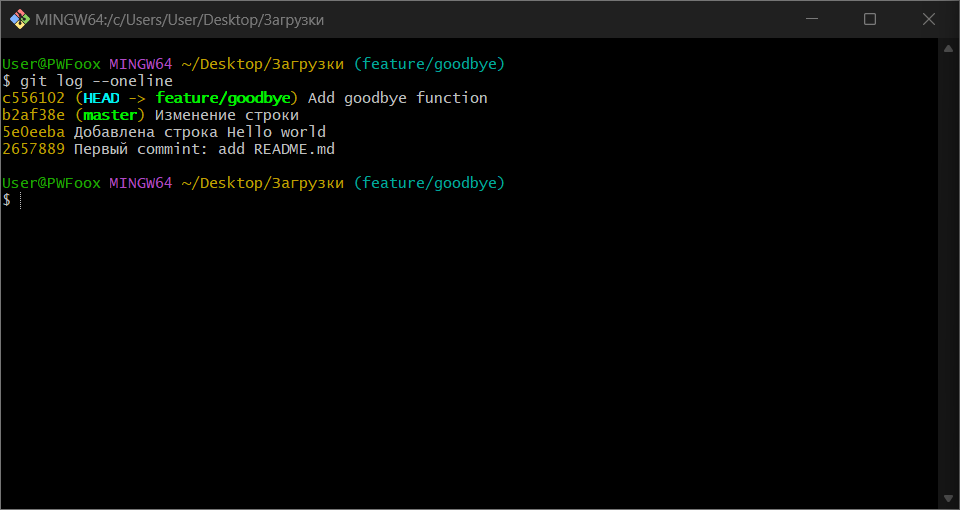 MINGW64:/c/Users/User/Desktop/Загрузки
User@PWFoox MINGW64 ~/Desktop/Загрузки (feature/goodbye)
$ git log --oneline
c556102 (HEAD -> feature/goodbye) Add goodbye function
b2af38e (master) Изменение строки
5e0eeba Добавлена строка Hello world
2657889 Первый commint: add README.md
User@PWFoox MINGW64 ~/Desktop/Загрузки (feature/goodbye)
$